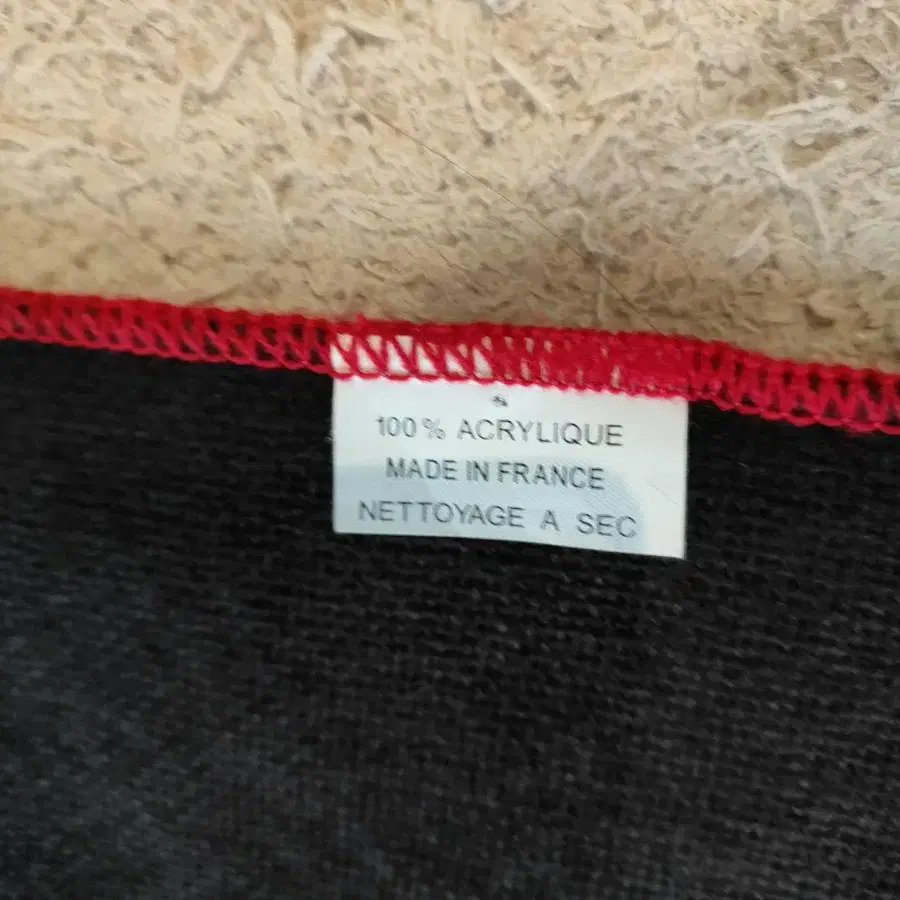 100% ACRYLIQUE
MADE IN FRANCE
NETTOYAGE A SEC